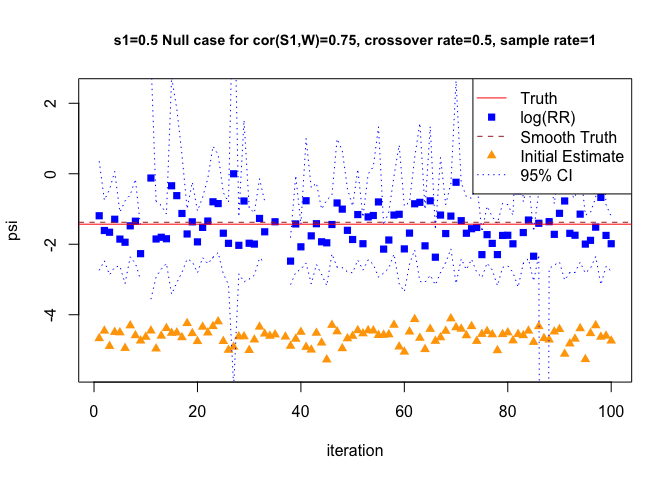 s1=0.5 Null case for cor(S1,W)=0.75, crossover rate=0.5, sample rate=1
Truth
log(RR)
Smooth Truth
Initial Estimate
95% CI
psi
2
0
-2
-4
0
20
40
60
80
100
iteration